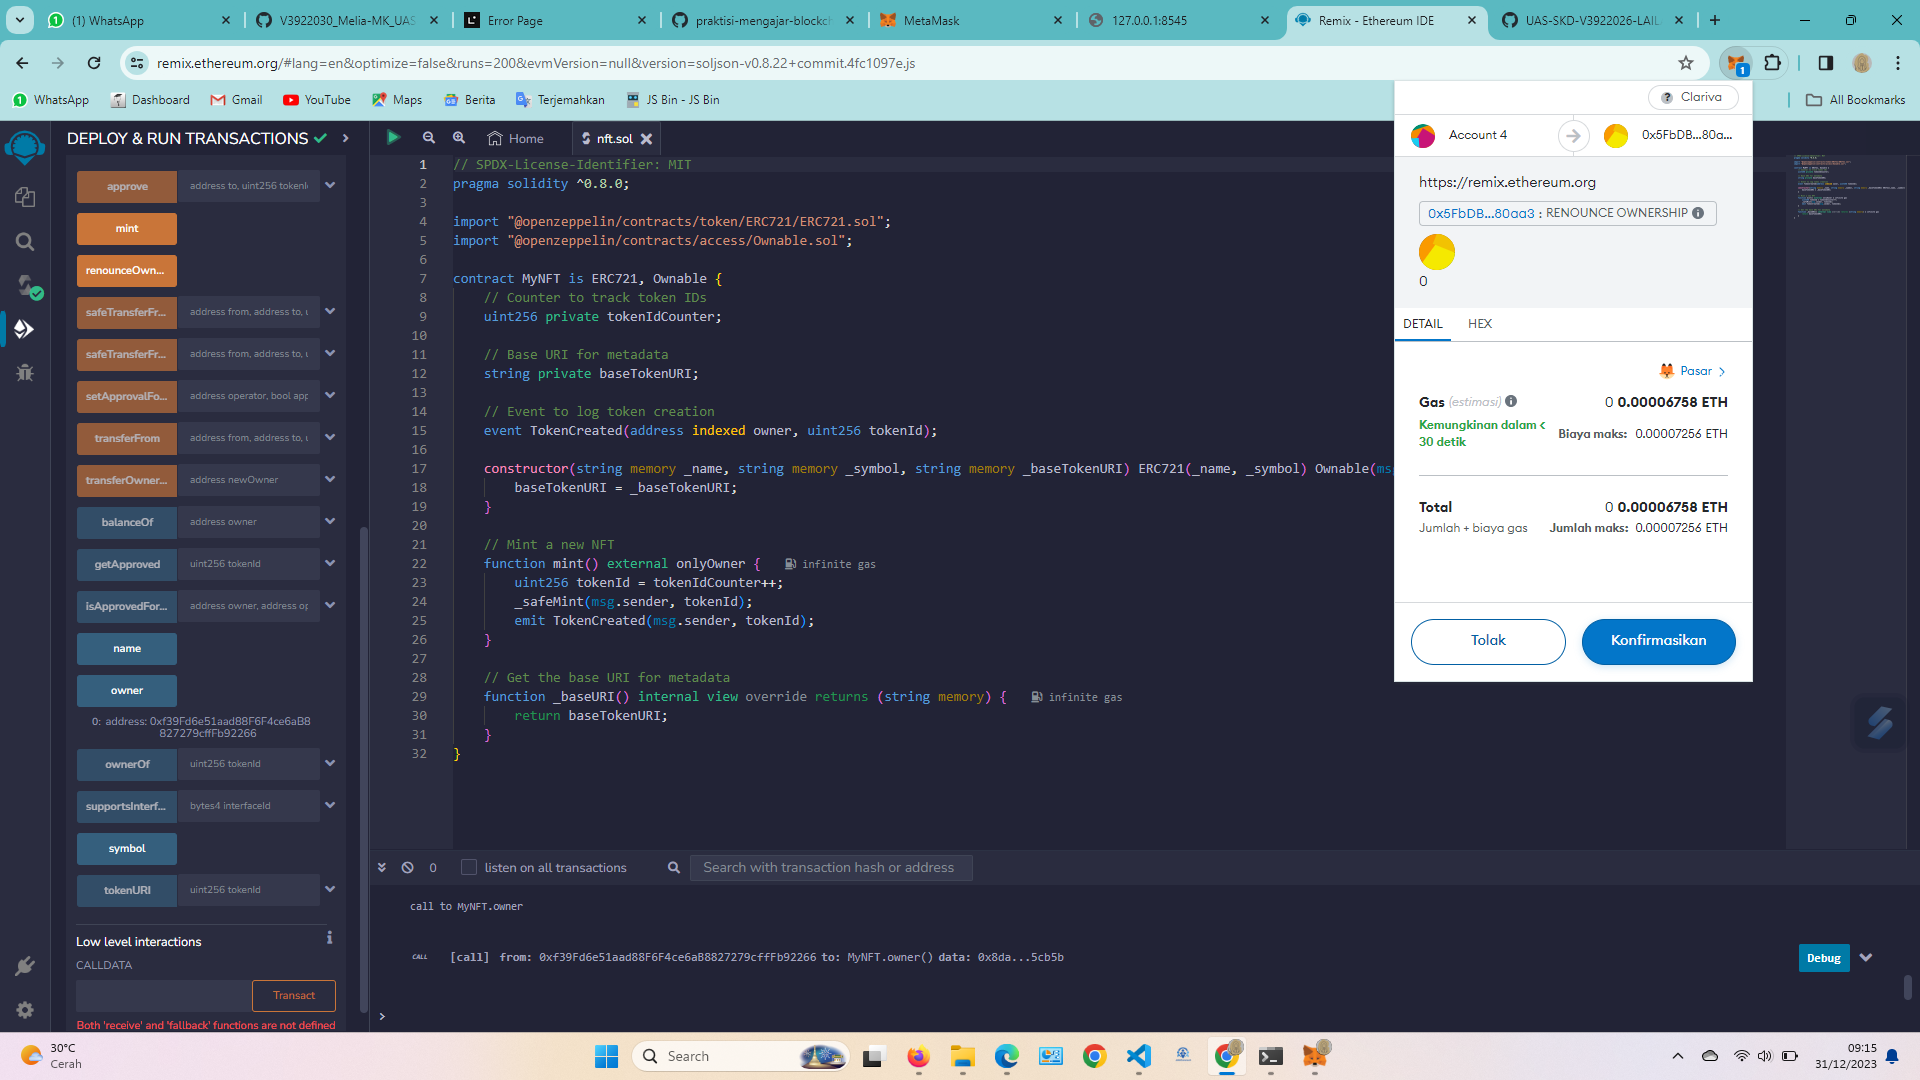 (1) WhatsApp
V3922030_Melia-MK_UAS
Error Page
praktisi-mengajar-blockch
MetaMask
127.0.0.1:8545
Remix - Ethereum IDE
UAS-SKD-V3922026-LAIL
remix.ethereum.org/#lang=en&optimize=false&runs=200&evmVersion=null&version=soljson-v0.8.22+commit.4fc1097e.js
1
WhatsApp
Dashboard
Gmail
YouTube
Maps
Berita
Terjemahkan
JS Bin - JS Bin
All Bookmarks
DEPLOY & RUN TRANSACTIONS
approve
address to, uint256 tokenI
mint
renounceOwn...
safeTransferFr...
address from, address to, u
safeTransferFr...
address from, address to, u
setApprovalFo...
address operator, bool app
transferFrom
address from, address to, u
transferOwner...
address newOwner
balanceOf
address owner
getApproved
uint256 tokenId
isApprovedFor...
address owner, address op
name
owner
0: address: 0xf39Fd6e51aad88F6F4ce6aB8
827279cffFb92266
ownerOf
uint256 tokenId
supportsInterf...
bytes4 interfaceId
symbol
tokenURI
uint256 tokenId
Low level interactions
CALLDATA
Transact
Both 'receive' and 'fallback' functions are not defined
Home
nft.sol
1 // SPDX-License-Identifier: MIT
2 pragma solidity ^0.8.0;
3
4 import "@openzeppelin/contracts/token/ERC721/ERC721.sol";
5 import "@openzeppelin/contracts/access/Ownable.sol";
6
7 contract MyNFT is ERC721, Ownable {
8 // Counter to track token IDs
9 uint256 private tokenIdCounter;
10
11 // Base URI for metadata
12 string private baseTokenURI;
13
14 // Event to log token creation
15 event TokenCreated(address indexed owner, uint256 tokenId);
16
17 constructor(string memory _name, string memory _symbol, string memory _baseTokenURI) ERC721(_name, _symbol) Ownable(ms
18 baseTokenURI = _baseTokenURI;
19 }
20
21 // Mint a new NFT
22 function mint() external onlyOwner { infinite gas
23 uint256 tokenId = tokenIdCounter++;
24 _safeMint(msg.sender, tokenId);
25 emit TokenCreated(msg.sender, tokenId);
26 }
27
28 // Get the base URI for metadata
29 function _baseURI() internal view override returns (string memory) { infinite gas
30 return baseTokenURI;
31 }
32 }
0
listen on all transactions
Search with transaction hash or address
call to MyNFT.owner
CALL [call] from: 0xf39Fd6e51aad88F6F4ce6aB8827279cffFb92266 to: MyNFT.owner() data: 0x8da...5cb5b
Debug
>
Clariva
Account 4
0x5FbDB...80a...
https://remix.ethereum.org
0x5FbDB...80aa3 : RENOUNCE OWNERSHIP
0
DETAIL
HEX
Pasar >
Gas (estimasi) 0 0.00006758 ETH
Kemungkinan dalam <
30 detik
Biaya maks: 0.00007256 ETH
Total 0 0.00006758 ETH
Jumlah + biaya gas Jumlah maks: 0.00007256 ETH
Tolak
Konfirmasikan
30°C
Cerah
Search
09:15
31/12/2023